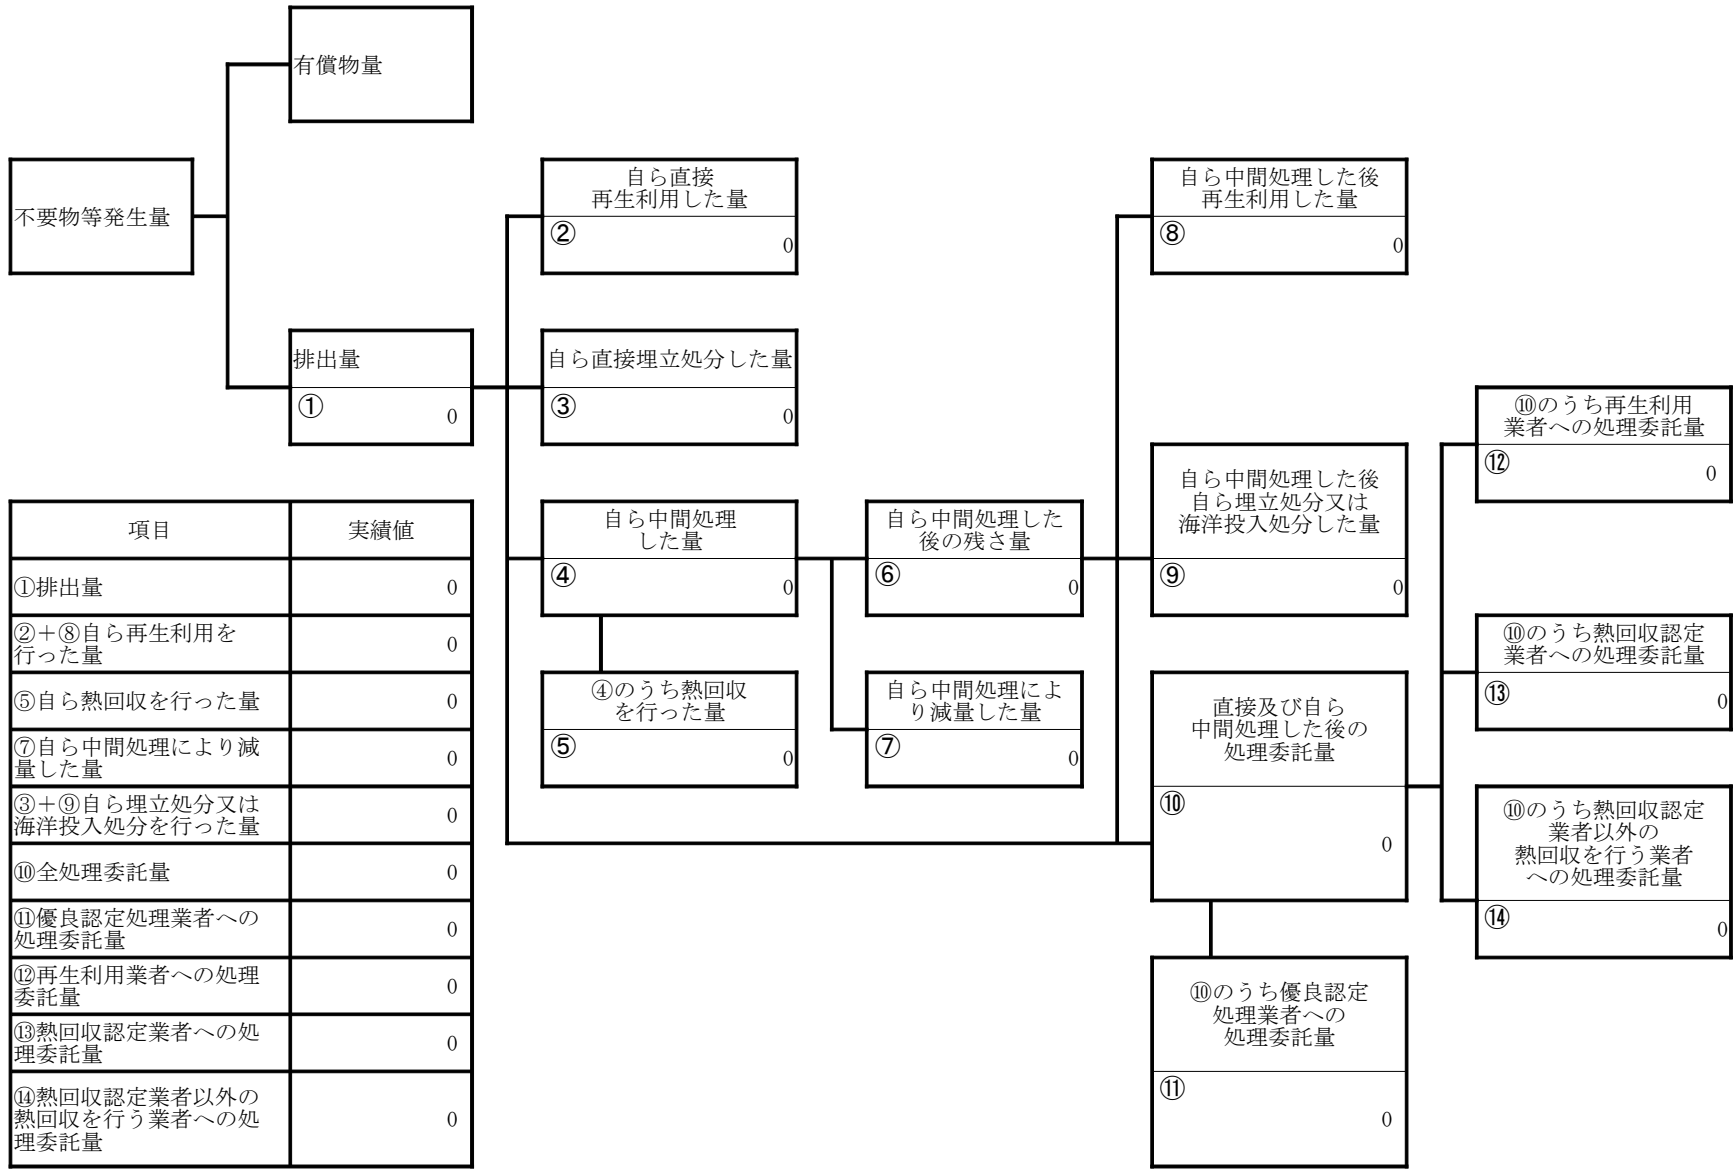 有償物量
不要物等発生量
排出量
①
0
自ら直接
再生利用した量
②
0
自ら直接埋立処分した量
③
0
自ら中間処理
した量
④
0
④のうち熱回収
を行った量
⑤
0
自ら中間処理した
後の残さ量
⑥
0
自ら中間処理によ
り減量した量
⑦
0
自ら中間処理した後
再生利用した量
⑧
0
自ら中間処理した後
自ら埋立処分又は
海洋投入処分した量
⑨
0
直接及び自ら
中間処理した後の
処理委託量
⑩
0
⑩のうち優良認定
処理業者への
処理委託量
⑪
0
⑩のうち再生利用
業者への処理委託量
⑫
0
⑩のうち熱回収認定
業者への処理委託量
⑬
0
⑩のうち熱回収認定
業者以外の
熱回収を行う業者
への処理委託量
⑭
0
項目
実績値
①排出量
0
②＋⑧自ら再生利用を
行った量
0
⑤自ら熱回収を行った量
0
⑦自ら中間処理により減
量した量
0
③＋⑨自ら埋立処分又は
海洋投入処分を行った量
0
⑩全処理委託量
0
⑪優良認定処理業者への
処理委託量
0
⑫再生利用業者への処理
委託量
0
⑬熱回収認定業者への処
理委託量
0
⑭熱回収認定業者以外の
熱回収を行う業者への処
理委託量
0